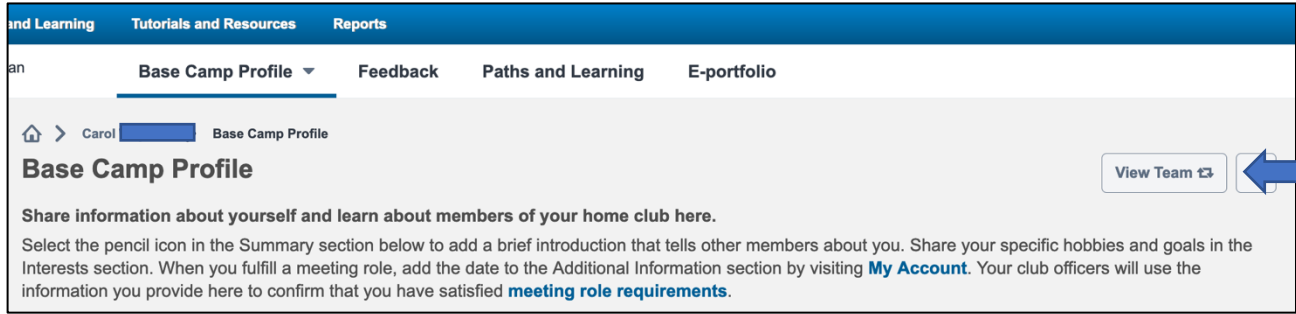 and Learning Tutorials and Resources Reports
an Base Camp Profile Feedback Paths and Learning E-portfolio
Carol Base Camp Profile
Base Camp Profile
View Team
Share information about yourself and learn about members of your home club here.
Select the pencil icon in the Summary section below to add a brief introduction that tells other members about you. Share your specific hobbies and goals in the
Interests section. When you fulfill a meeting role, add the date to the Additional Information section by visiting My Account. Your club officers will use the
information you provide here to confirm that you have satisfied meeting role requirements.